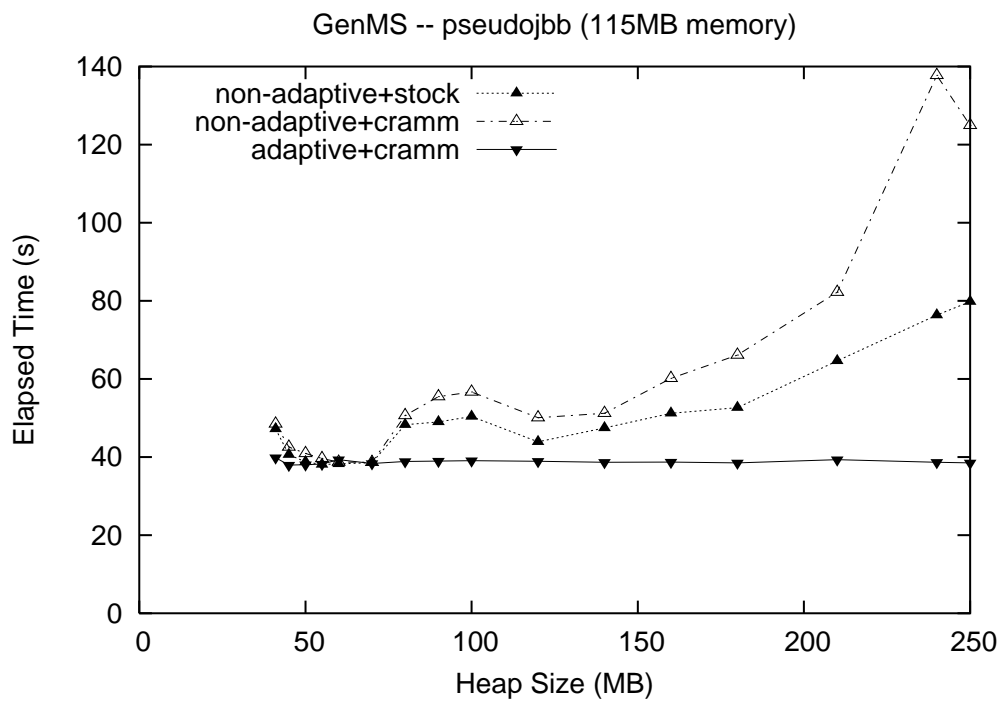 GenMS -- pseudojbb (115MB memory)
140
120
100
80
60
40
20
0
Elapsed Time (s)
non-adaptive+stock
non-adaptive+cramm
adaptive+cramm
0
50
100
150
200
250
Heap Size (MB)